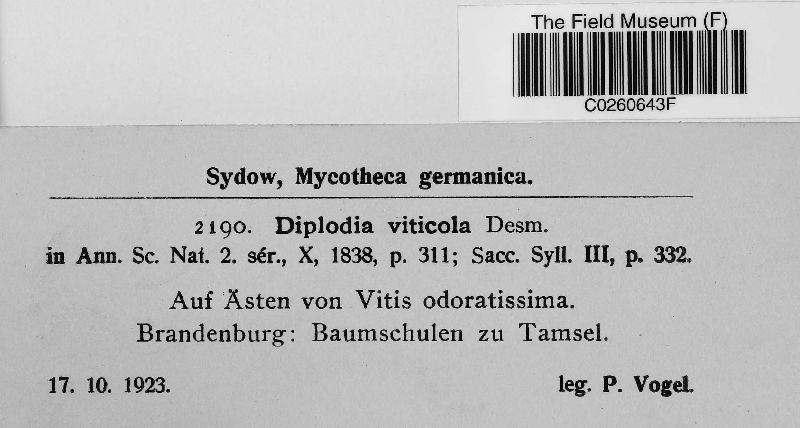 The Field Museum (F)
C0260643F
Sydow, Mycotheca germanica.
2190. Diplodia viticola Desm.
in Ann. Sc. Nat. 2. sér., X, 1838, p. 311; Sacc. Syll. III, p. 332.
Auf Ästen von Vitis odoratissima.
Brandenburg: Baumschulen zu Tamsel.
17. 10. 1923. leg. P. Vogel.